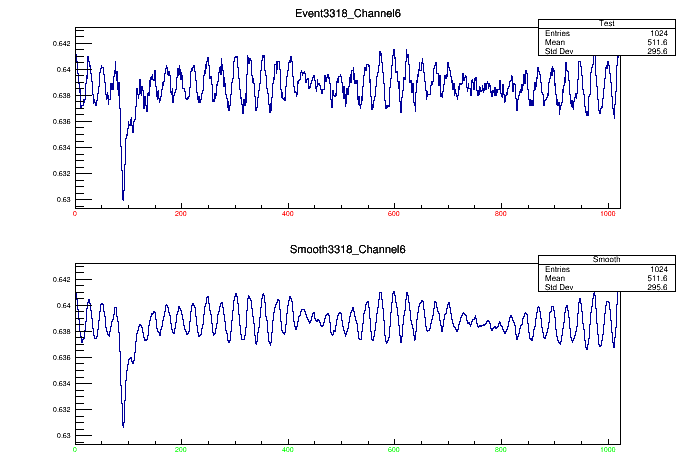 Event3318_Channel6
Test
Entries 1024
Mean 511.6
Std Dev 295.6
0.642
0.64
0.638
0.636
0.634
0.632
0.63
0 200 400 600 800 1000
Smooth3318_Channel6
Smooth
Entries 1024
Mean 511.6
Std Dev 295.6
0.642
0.64
0.638
0.636
0.634
0.632
0.63
0 200 400 600 800 1000